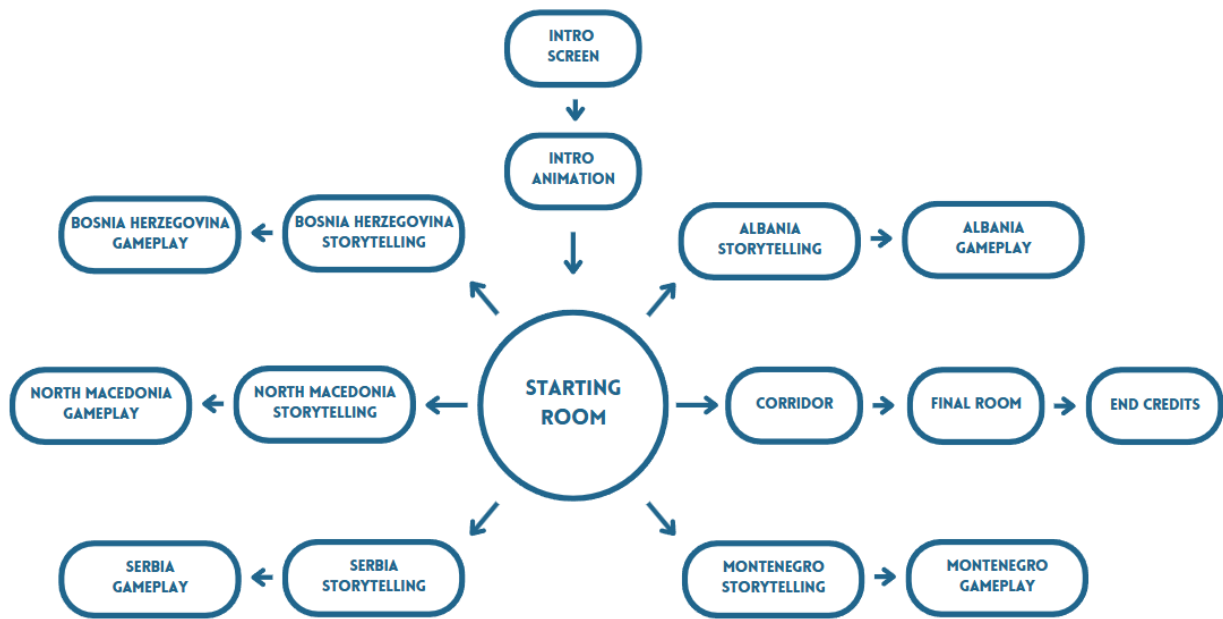 INTRO
SCREEN
INTRO
ANIMATION
BOSNIA HERZEGOVINA
GAMEPLAY
BOSNIA HERZEGOVINA
STORYTELLING
ALBANIA
STORYTELLING
ALBANIA
GAMEPLAY
NORTH MACEDONIA
GAMEPLAY
NORTH MACEDONIA
STORYTELLING
STARTING
ROOM
CORRIDOR
FINAL ROOM
END CREDITS
SERBIA
GAMEPLAY
SERBIA
STORYTELLING
MONTENEGRO
STORYTELLING
MONTENEGRO
GAMEPLAY